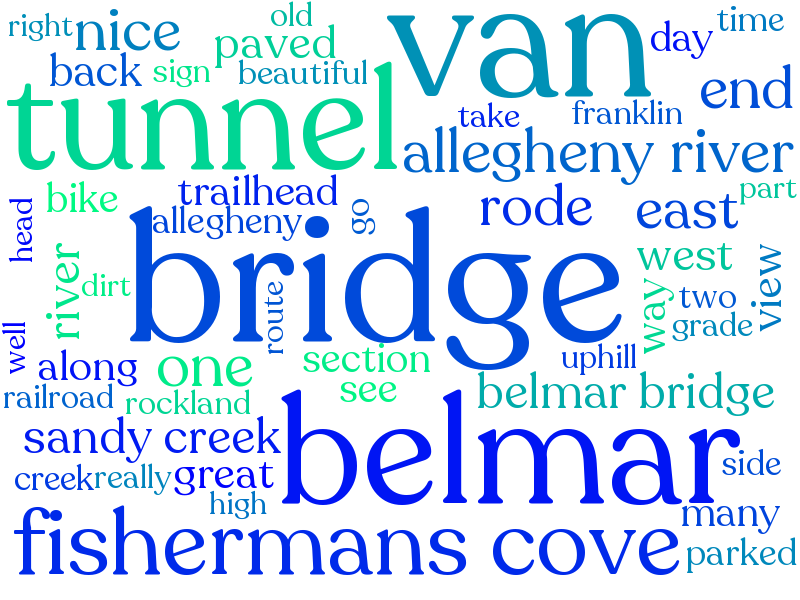 right
nice
old
paved
van
day
time
back
sign
beautiful
end
tunnel
take
franklin
allegheny river
bike
trailhead
allegheny
go
rode
east
part
head
river
dirt
bridge
route
west
way
two
view
grade
well
along
one
section
see
uphill
railroad
rockland
belmar bridge
sandy creek
belmar
creek
really
great
side
high
many
fishermans cove
parked